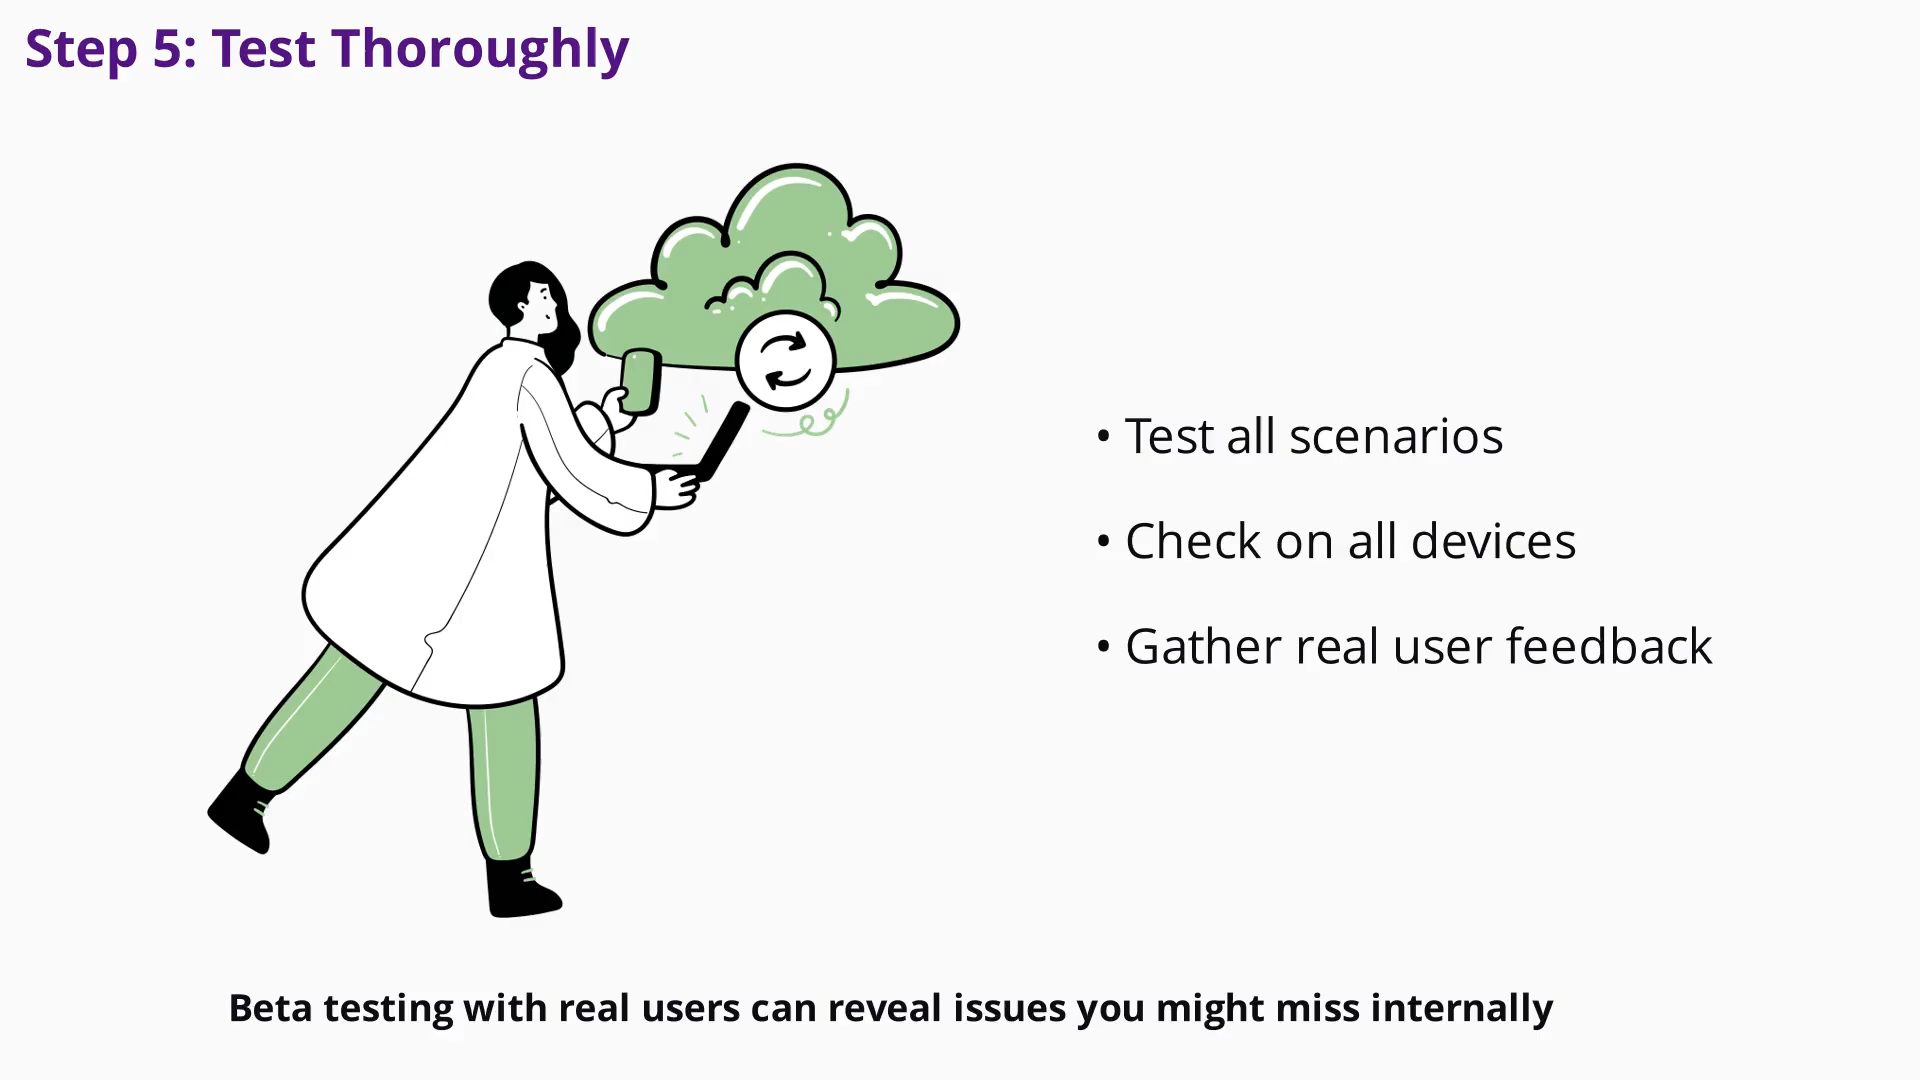 Step 5: Test Thoroughly
• Test all scenarios
• Check on all devices
• Gather real user feedback
Beta testing with real users can reveal issues you might miss internally